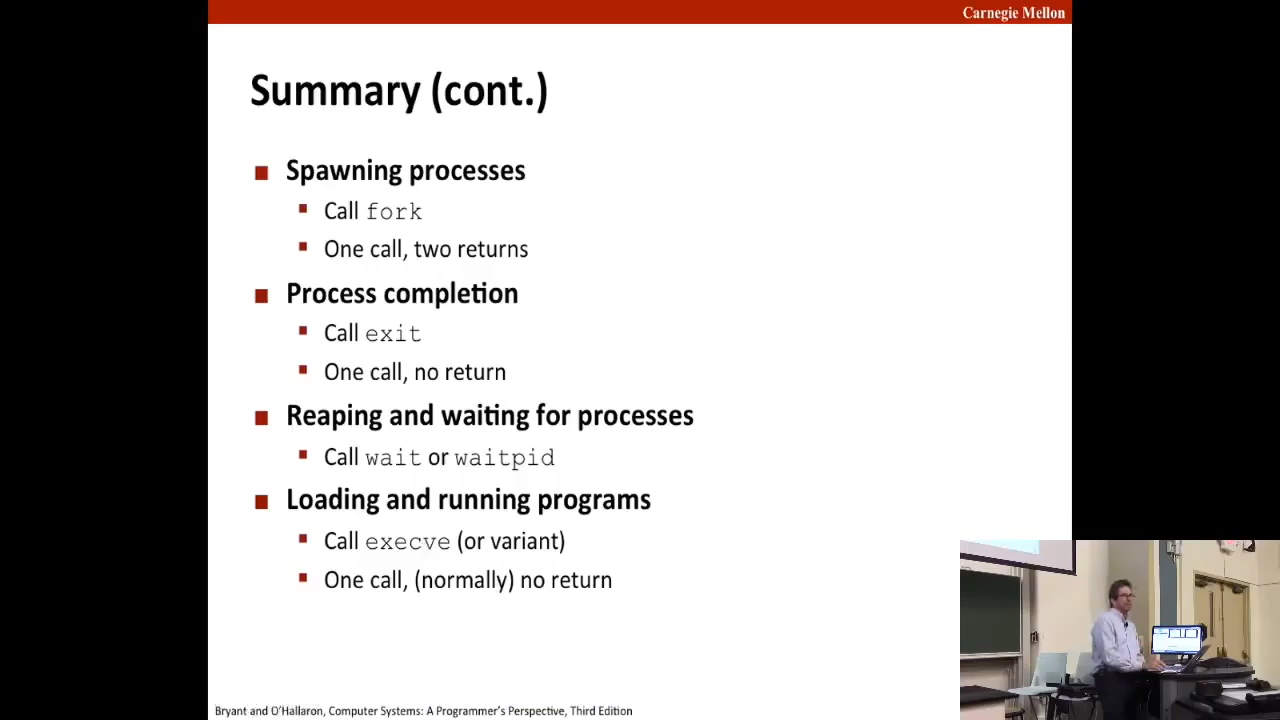 Carnegie Mellon
Summary (cont.)
Spawning processes
Call fork
One call, two returns
Process completion
Call exit
One call, no return
Reaping and waiting for processes
Call wait or waitpid
Loading and running programs
Call execve (or variant)
One call, (normally) no return
Bryant and O'Hallaron, Computer Systems: A Programmer's Perspective, Third Edition